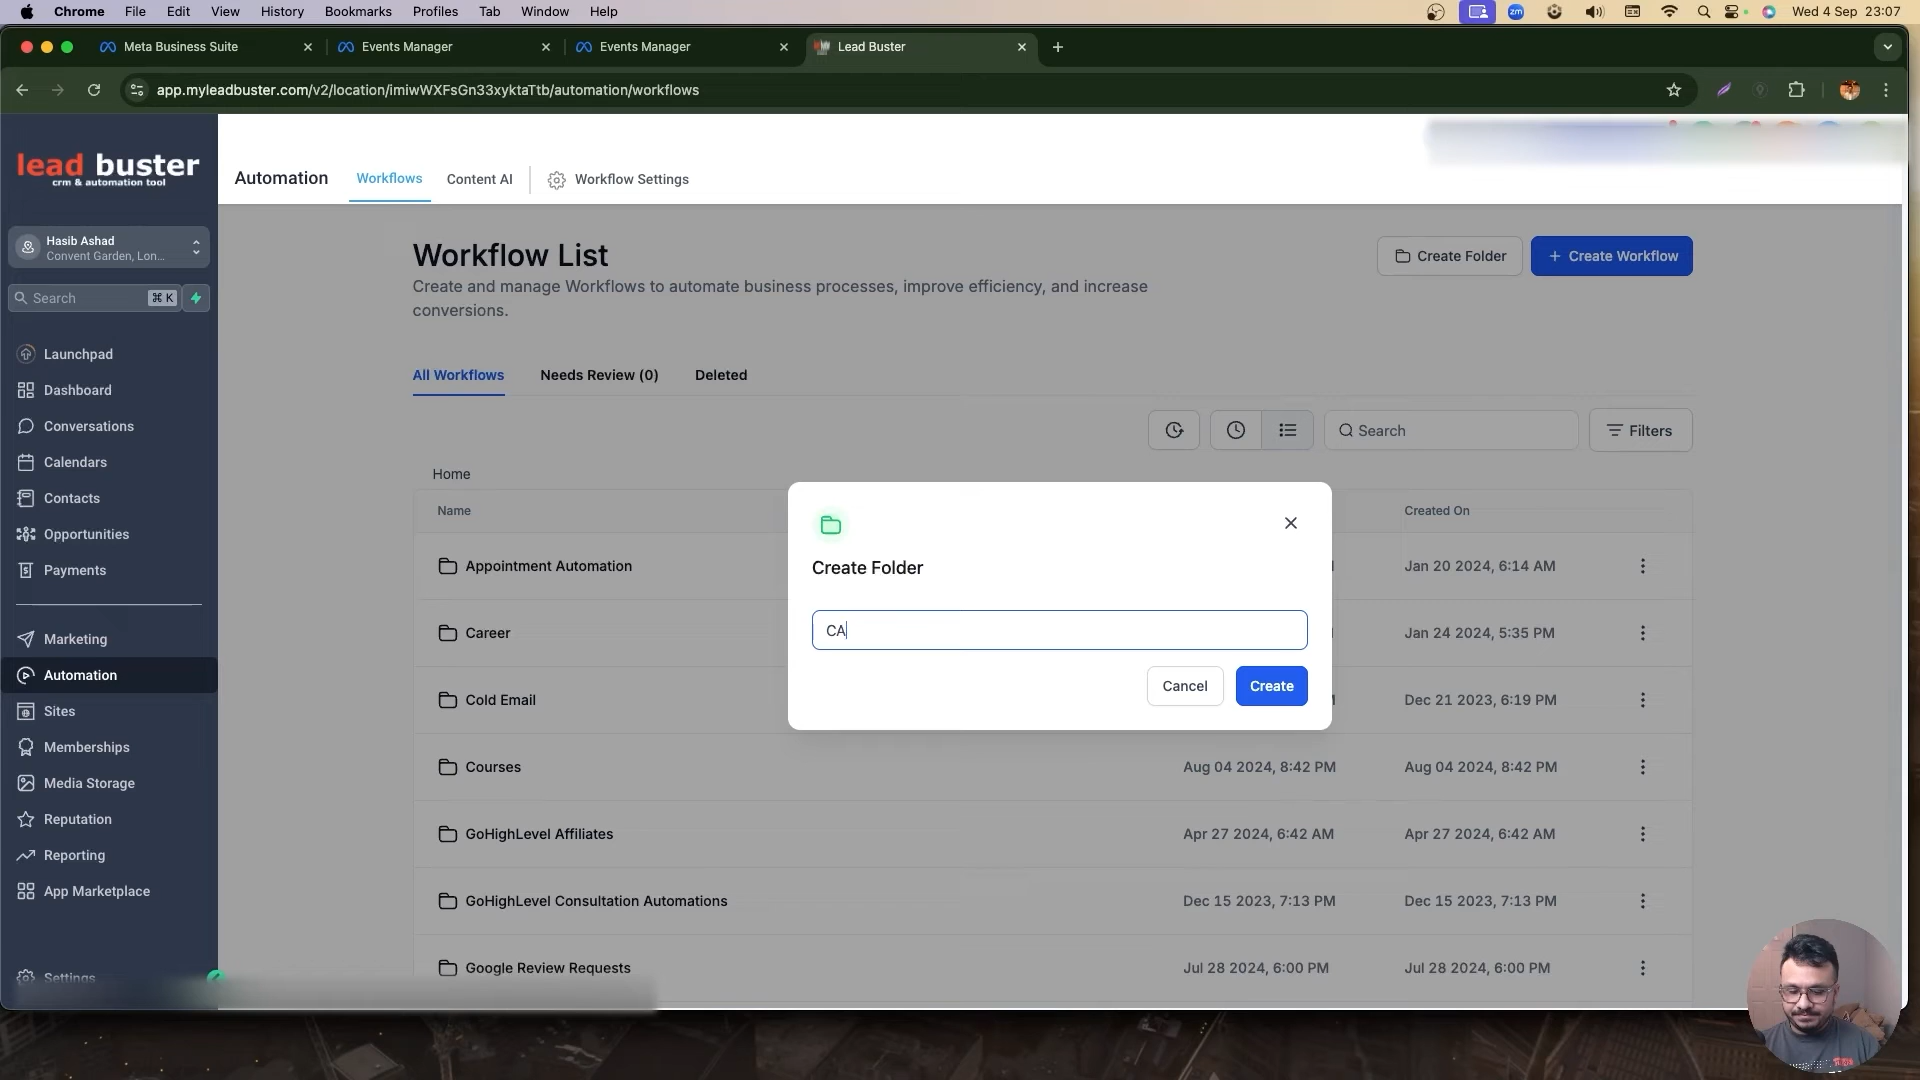 Chrome File Edit View History Bookmarks Profiles Tab Window Help
zm Wed 4 Sep 23:07
Meta Business Suite
Events Manager
Events Manager
Lead Buster
app.myleadbuster.com/v2/location/imiwWXFsGn33xyktaTtb/automation/workflows
lead buster
crm & automation tool
Automation Workflows Content AI Workflow Settings
Hasib Ashad
Convent Garden, Lon...
Search ⌘ K
Launchpad
Dashboard
Conversations
Calendars
Contacts
Opportunities
Payments
Marketing
Automation
Sites
Memberships
Media Storage
Reputation
Reporting
App Marketplace
Settings
Workflow List
Create Folder
+ Create Workflow
Create and manage Workflows to automate business processes, improve efficiency, and increase
conversions.
All Workflows Needs Review (0) Deleted
Search
Filters
Home
Name Created On
Appointment Automation Jan 20 2024, 6:14 AM
Career Jan 24 2024, 5:35 PM
Cold Email Dec 21 2023, 6:19 PM
Courses Aug 04 2024, 8:42 PM Aug 04 2024, 8:42 PM
GoHighLevel Affiliates Apr 27 2024, 6:42 AM Apr 27 2024, 6:42 AM
GoHighLevel Consultation Automations Dec 15 2023, 7:13 PM Dec 15 2023, 7:13 PM
Google Review Requests Jul 28 2024, 6:00 PM Jul 28 2024, 6:00 PM
Create Folder
CA
Cancel
Create